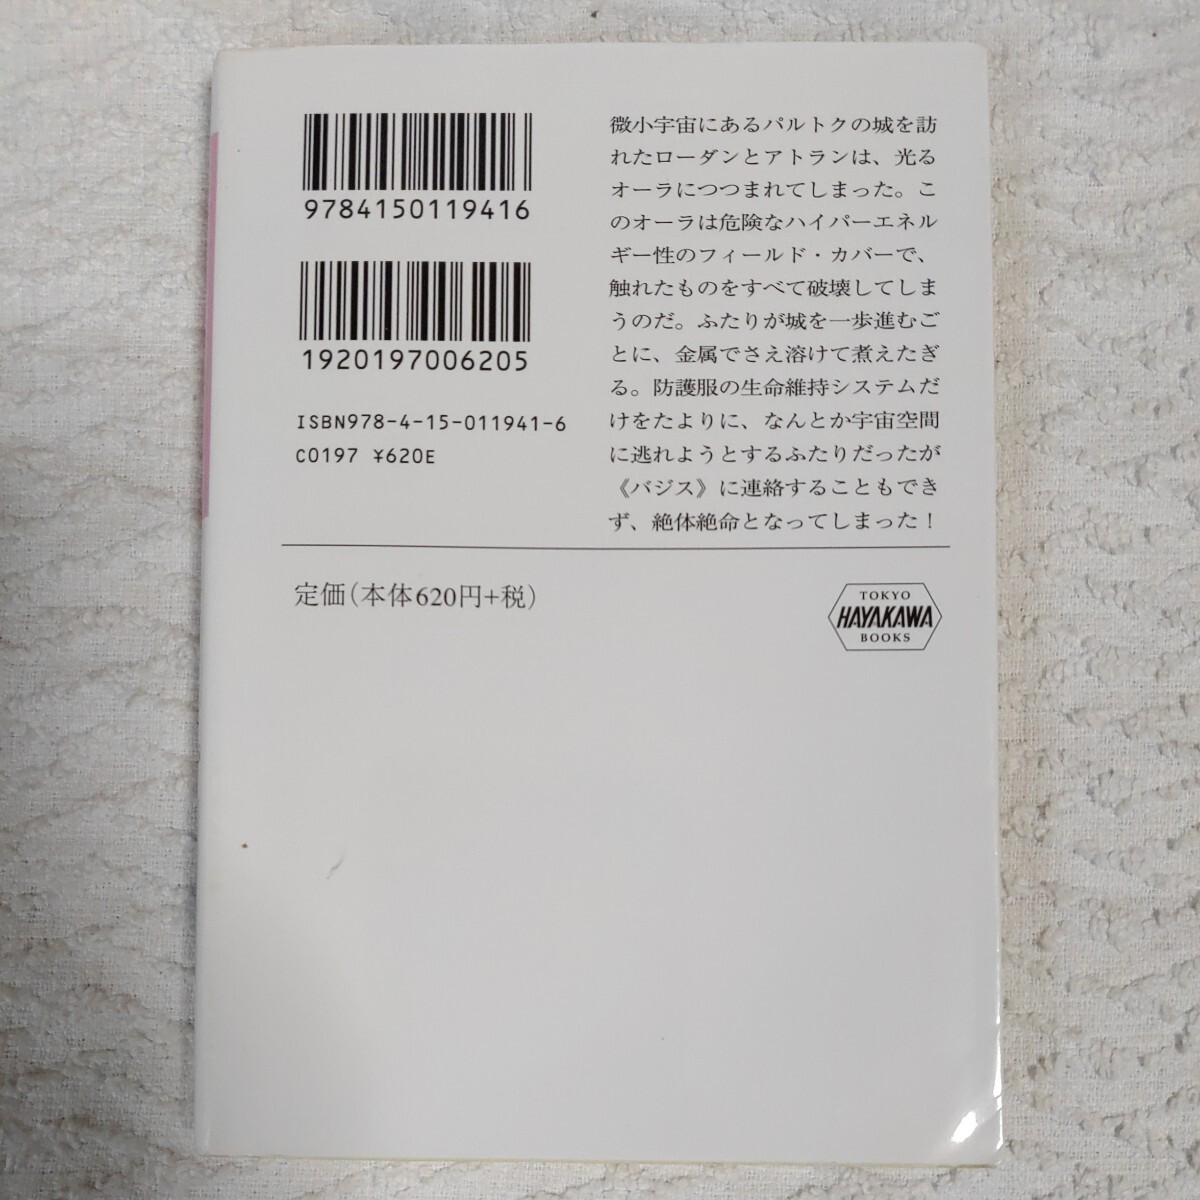 9784150119416
1920197006205
ISBN978-4-15-011941-6
C0197 ¥620E
微小宇宙にあるパルトクの城を訪
れたローダンとアトランは、光る
オーラにつつまれてしまった。こ
のオーラは危険なハイパーエネル
ギー性のフィールド・カバーで、
触れたものをすべて破壊してしま
うのだ。ふたりが城を一歩進むご
とに、金属でさえ溶けて煮えたぎ
る。防護服の生命維持システムだ
けをたよりに、なんとか宇宙空間
に逃れようとするふたりだったが
《バジス》に連絡することもでき
ず、絶体絶命となってしまった！
定価(本体620円+税)
TOKYO
HAYAKAWA
BOOKS